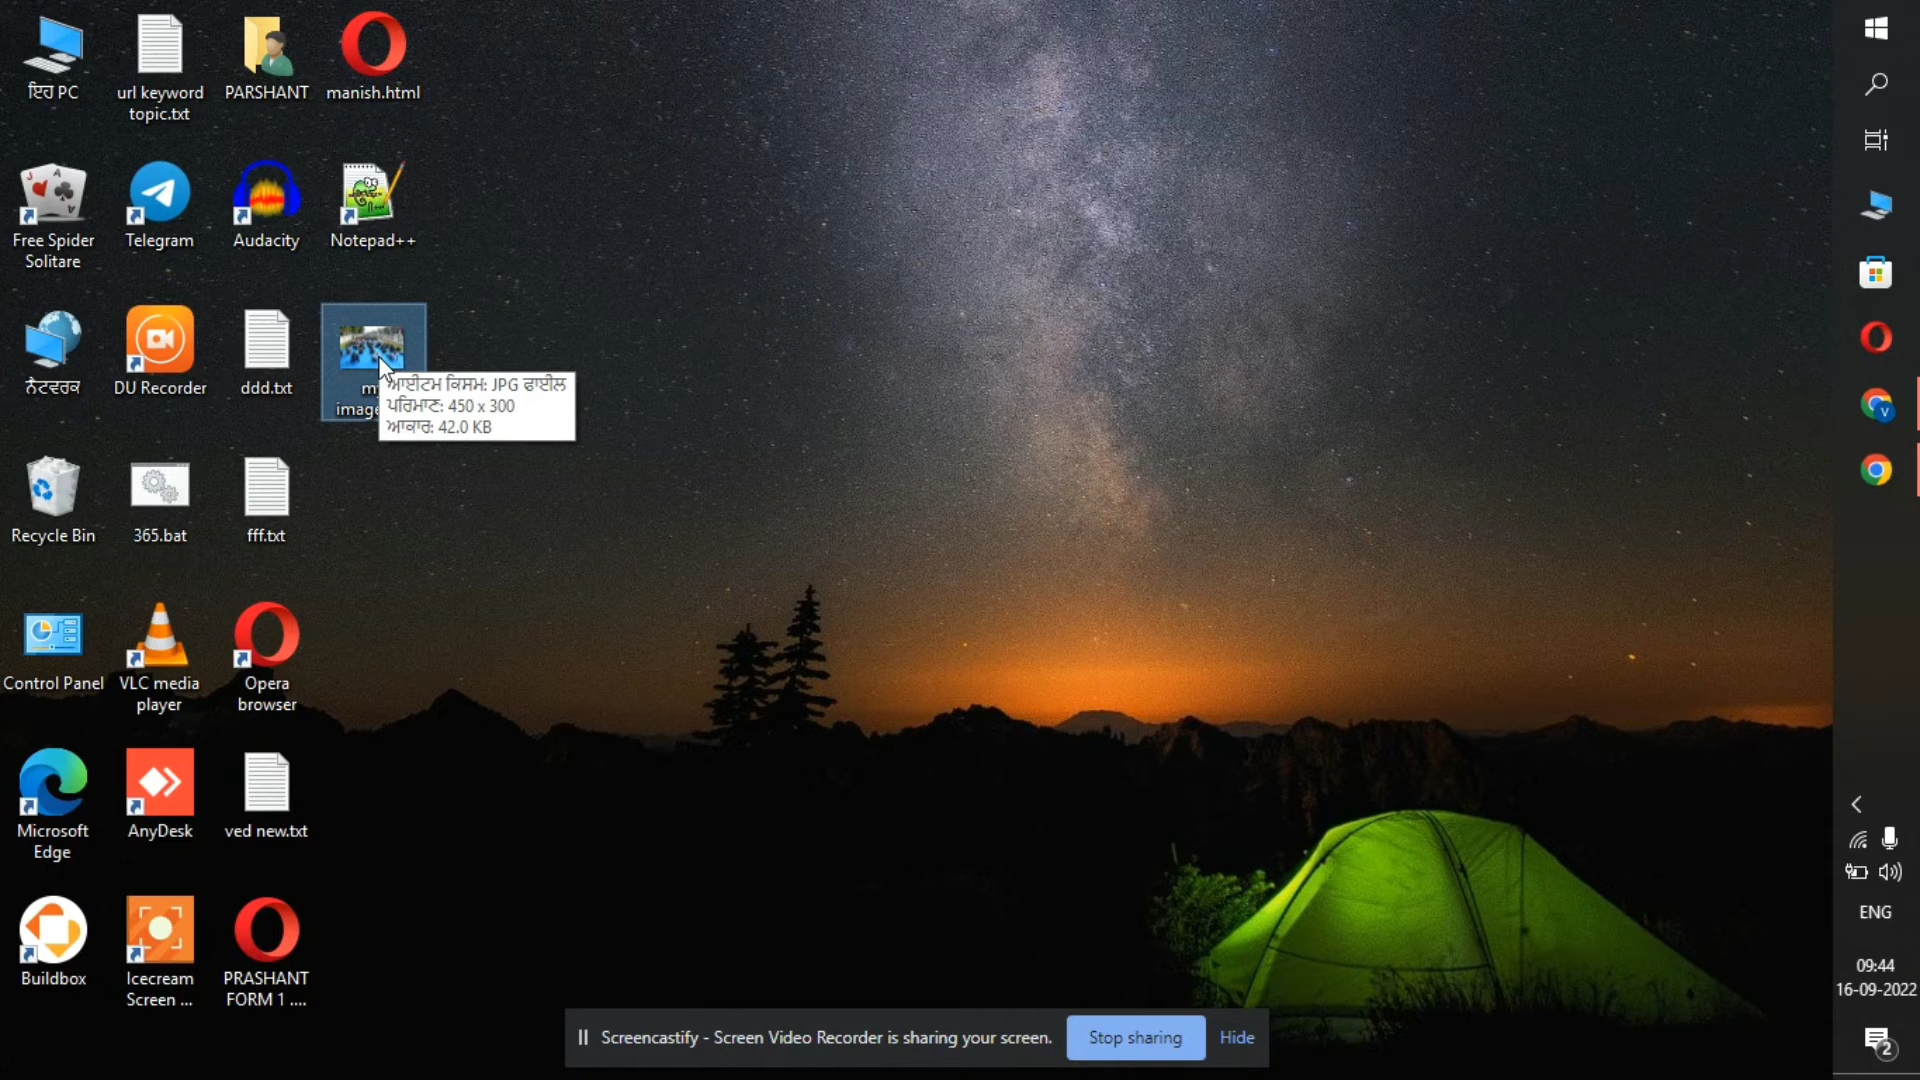 ਇਹ PC
url keyword
topic.txt
PARSHANT
manish.html
Free Spider
Solitare
Telegram
Audacity
Notepad++
ਨੈਟਵਰਕ
DU Recorder
ddd.txt
image
ਆਈਟਮ ਕਿਸਮ: JPG ਫਾਈਲ
ਪਰਿਮਾਣ: 450 x 300
ਆਕਾਰ: 42.0 KB
Recycle Bin
365.bat
fff.txt
Control Panel
VLC media
player
Opera
browser
Microsoft
Edge
AnyDesk
ved new.txt
Buildbox
Icecream
Screen ...
PRASHANT
FORM 1 ....
Screencastify - Screen Video Recorder is sharing your screen.
Stop sharing
Hide
V
ENG
09:44
16-09-2022
2